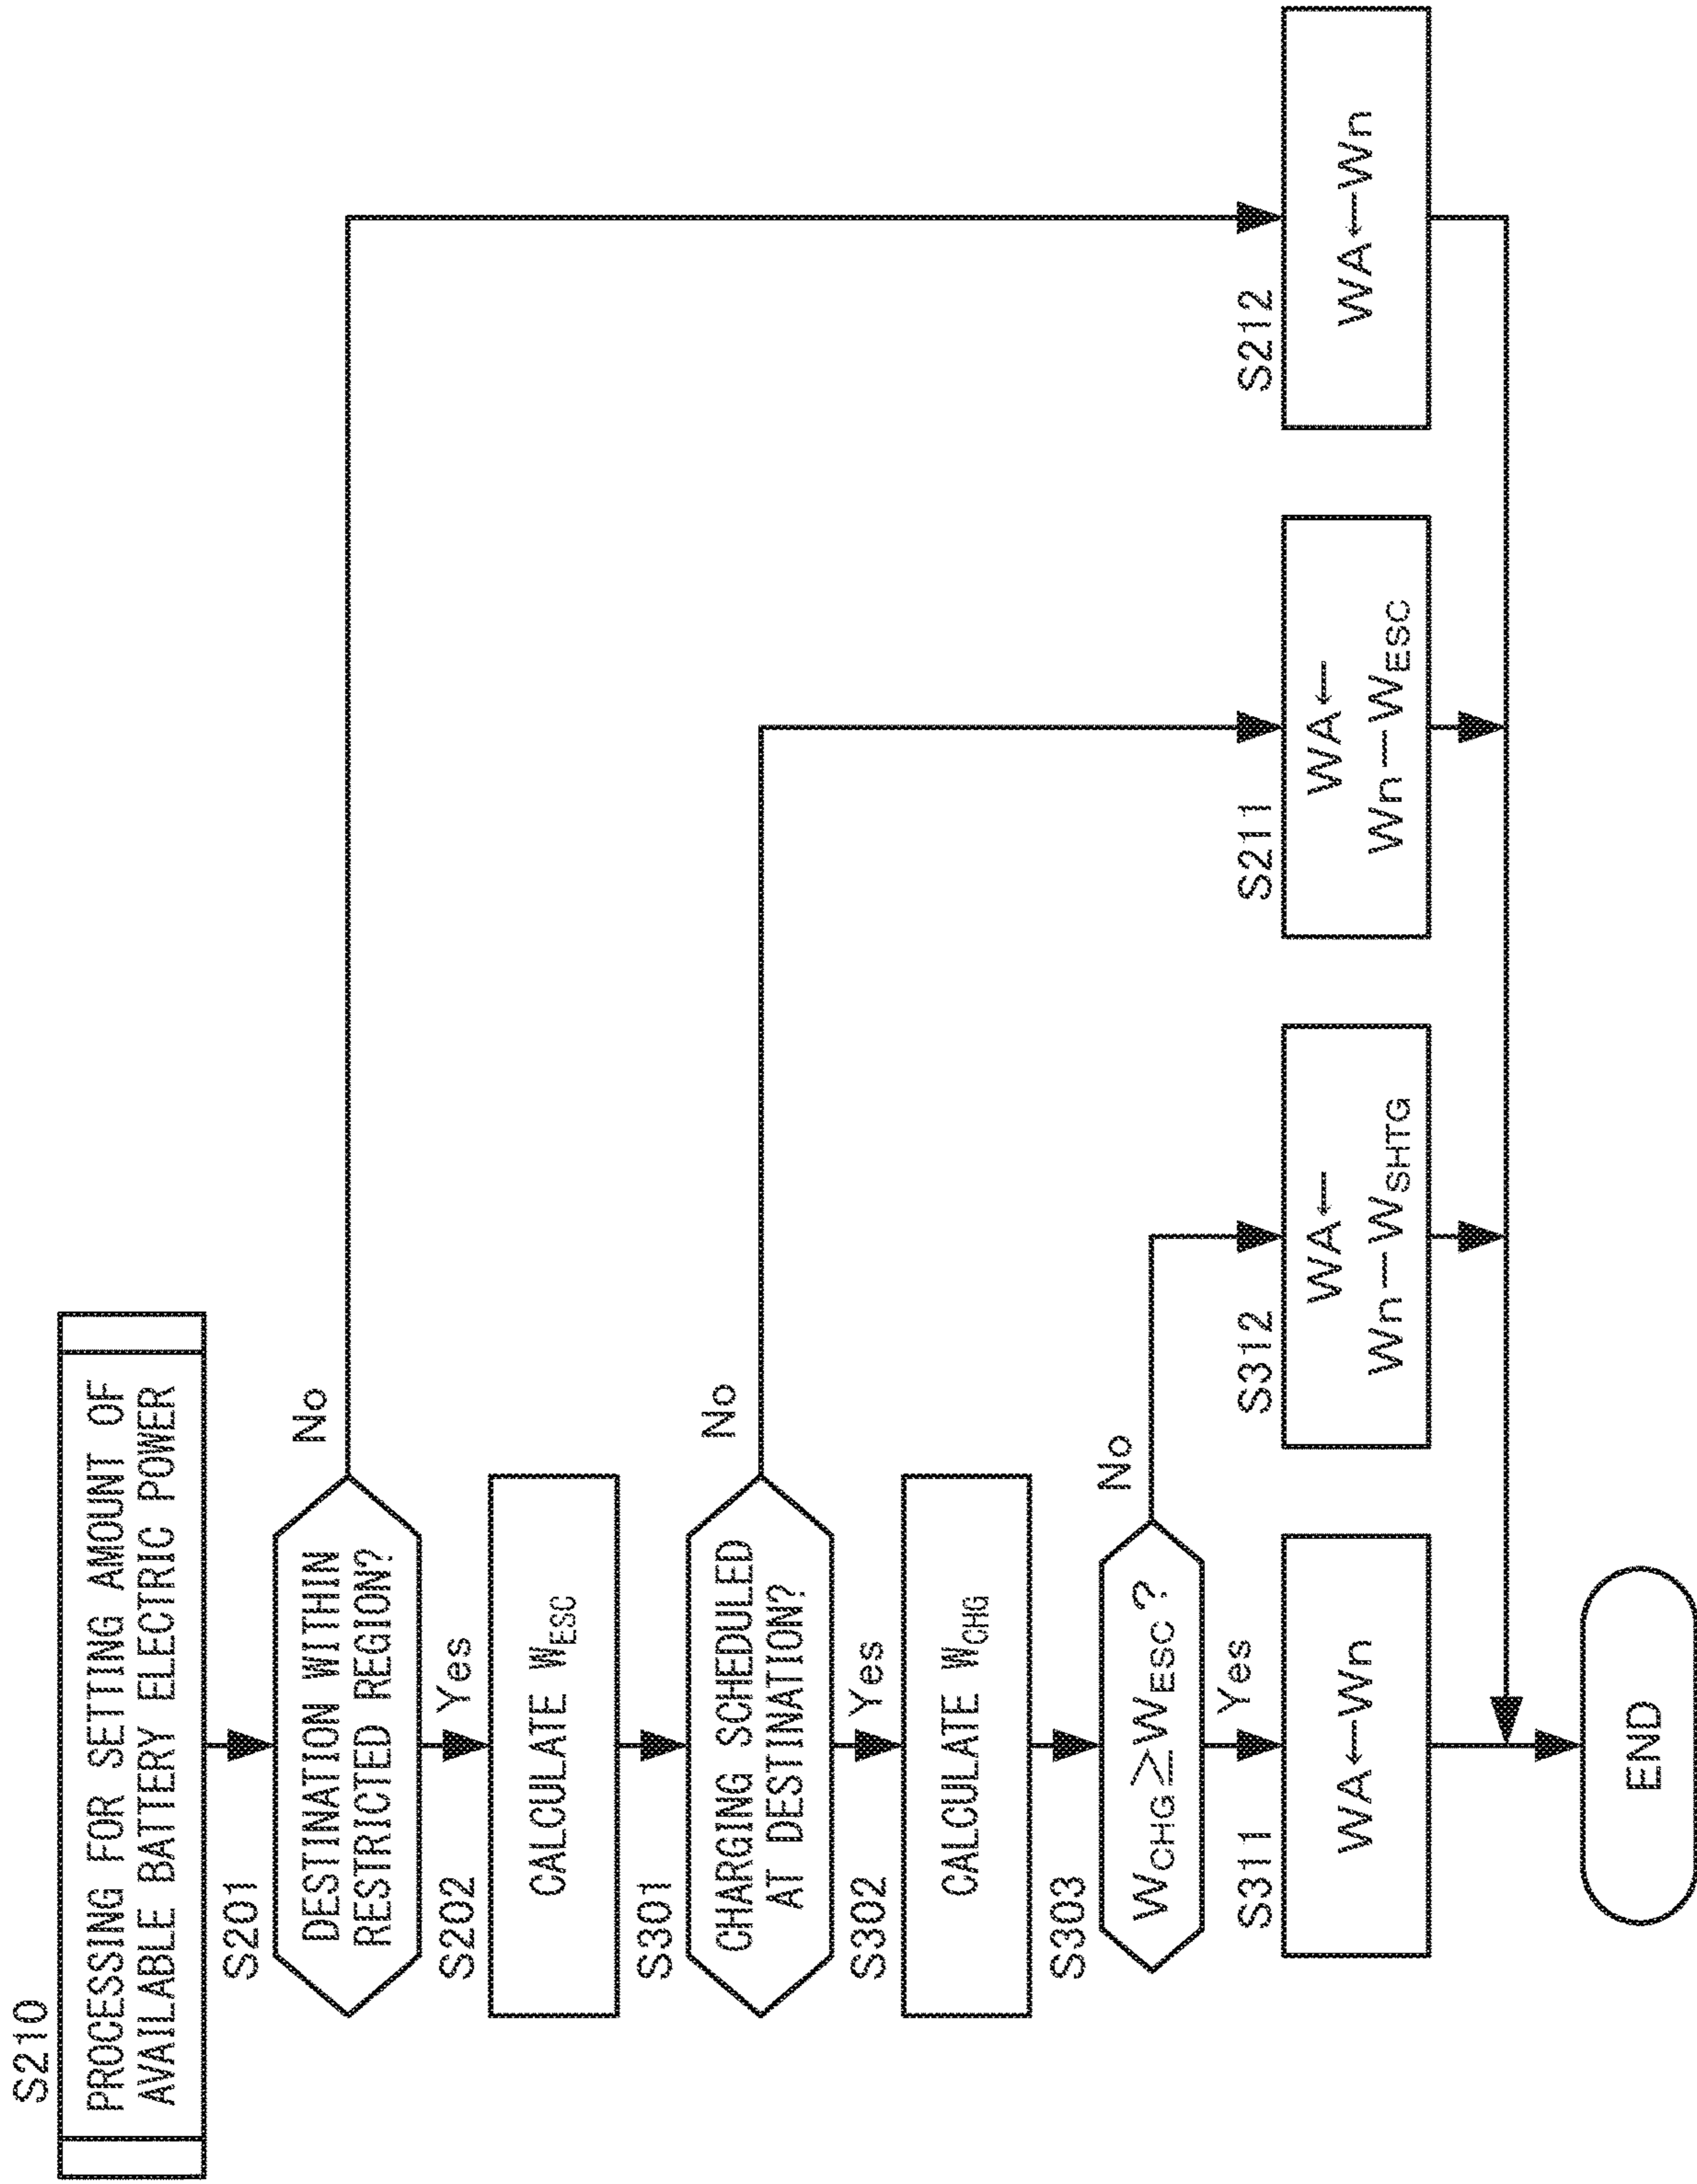 S210
PROCESSING FOR SETTING AMOUNT OF
AVAILABLE BATTERY ELECTRIC POWER
S201
DESTINATION WITHIN
RESTRICTED REGION?
No
Yes
S202
CALCULATE WESC
S301
CHARGING SCHEDULED
AT DESTINATION?
No
Yes
S302
CALCULATE WCHG
S303
WCHG≧WESC?
No
Yes
S311
WA←Wn
S312
WA←
Wn—WSHTG
S211
WA←
Wn—WESC
S212
WA←Wn
END